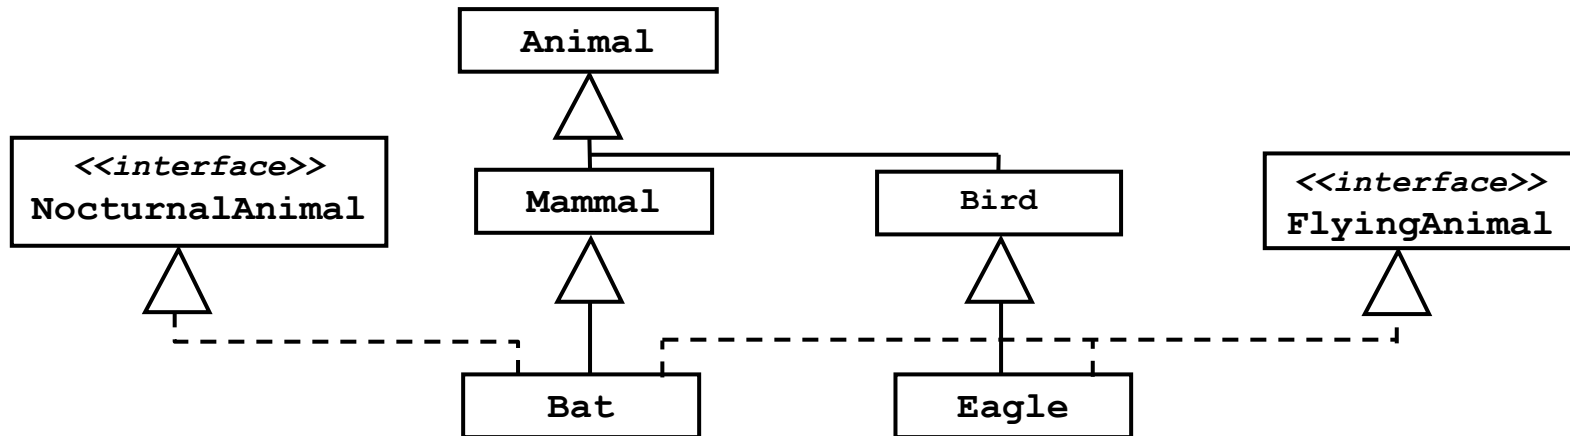 Animal
<<interface>>
NocturnalAnimal
Mammal
Bird
<<interface>>
FlyingAnimal
Bat
Eagle